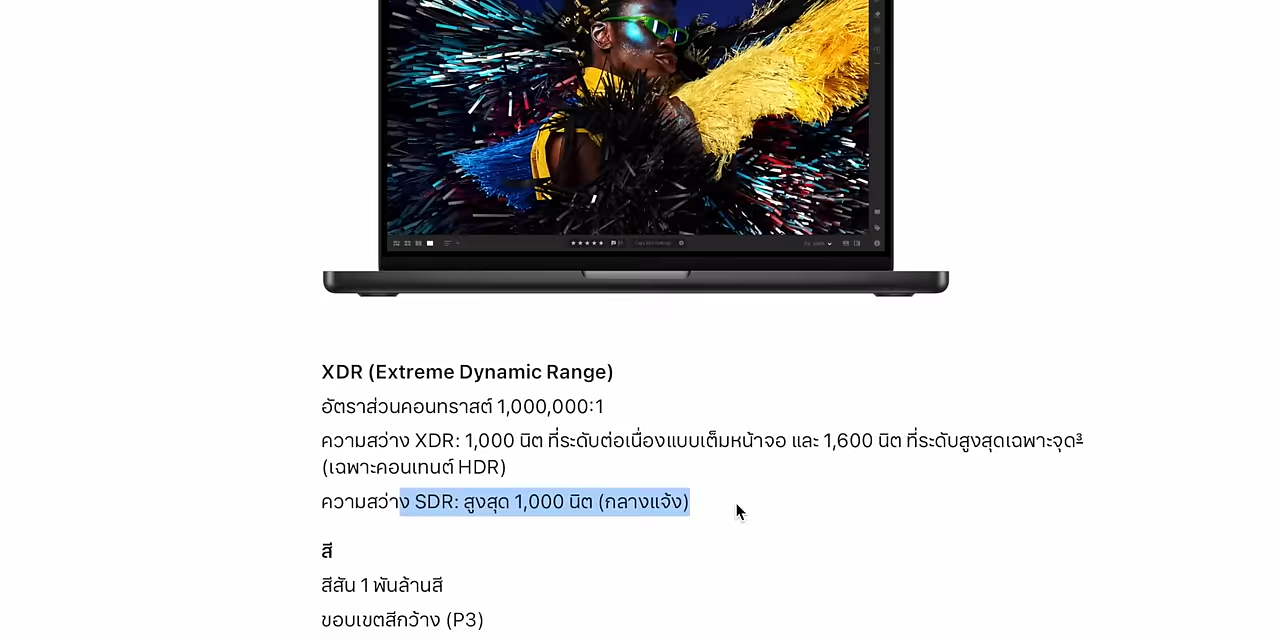 XDR (Extreme Dynamic Range)
อัตราส่วนคอนทราสต์ 1,000,000:1
ความสว่าง XDR: 1,000 นิต ที่ระดับต่อเนื่องแบบเต็มหน้าจอ และ 1,600 นิต ที่ระดับสูงสุดเฉพาะจุด³
(เฉพาะคอนเทนต์ HDR)
ความสว่าง SDR: สูงสุด 1,000 นิต (กลางแจ้ง)
สี
สีสัน 1 พันล้านสี
ขอบเขตสีกว้าง (P3)